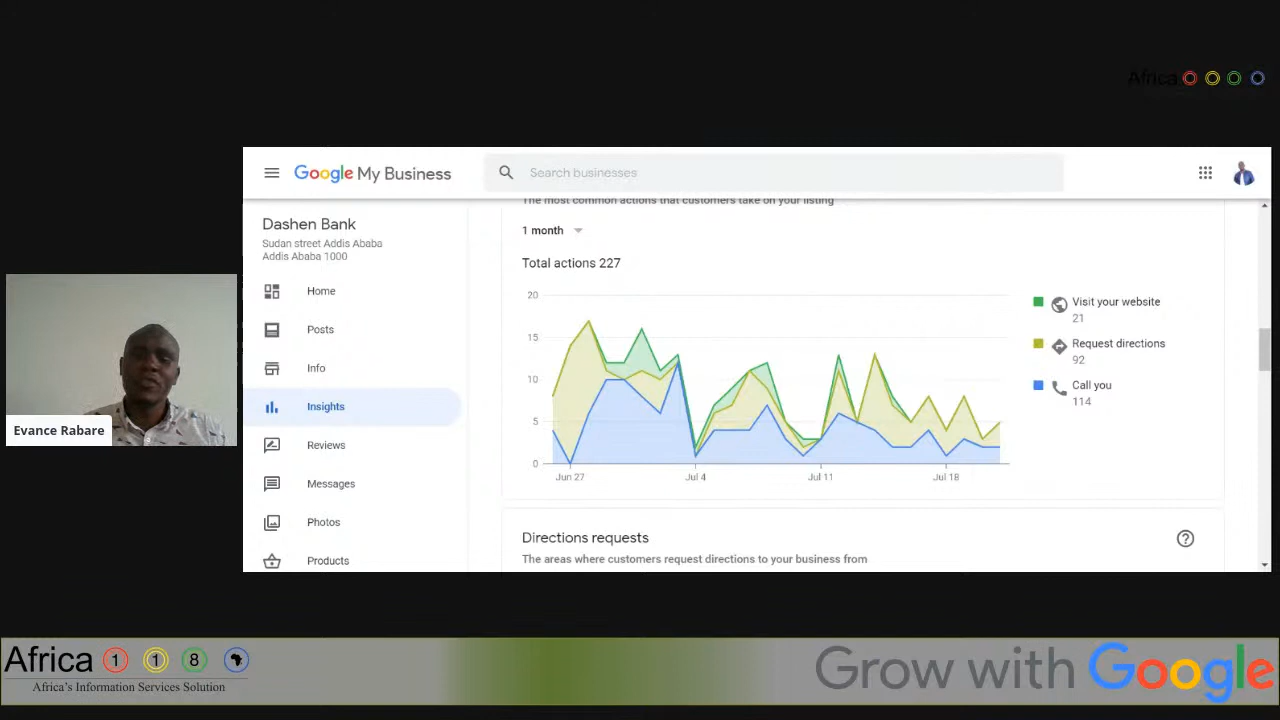 Africa
Google My Business
Search businesses
Dashen Bank
Sudan street Addis Ababa
Addis Ababa 1000
Home
Posts
Info
Insights
Reviews
Messages
Photos
Products
The most common actions that customers take on your listing
1 month
Total actions 227
20
15
10
5
0
Jun 27
Jul 4
Jul 11
Jul 18
Visit your website
21
Request directions
92
Call you
114
Directions requests
The areas where customers request directions to your business from
Evance Rabare
Africa 1 1 8
Africa's Information Services Solution
Grow with Google